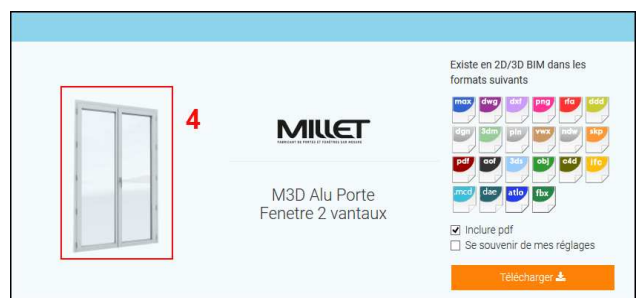 Existe en 2D/3D BIM dans les
formats suivants
4
MILLET
FABRICANT DE PORTES ET FENÊTRES SUR MESURE
M3D Alu Porte
Fenetre 2 vantaux
max dwg dxf png rfa ddd
dgn 3dm pln vwx ndw skp
pdf aof 3ds obj c4d ifc
.mcd dae atlo fbx
Inclure pdf
Se souvenir de mes réglages
Télécharger